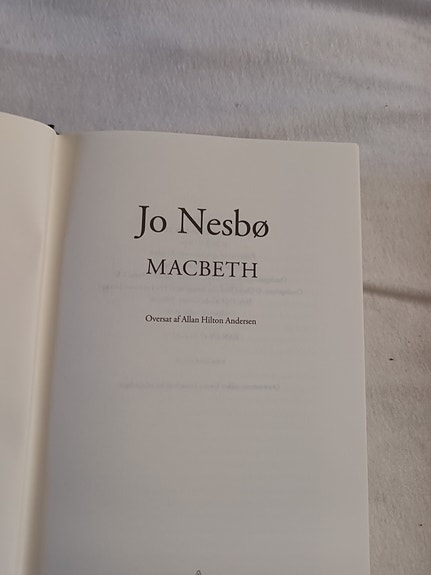 Jo Nesbø
MACBETH
Oversat af Allan Hilton Andersen